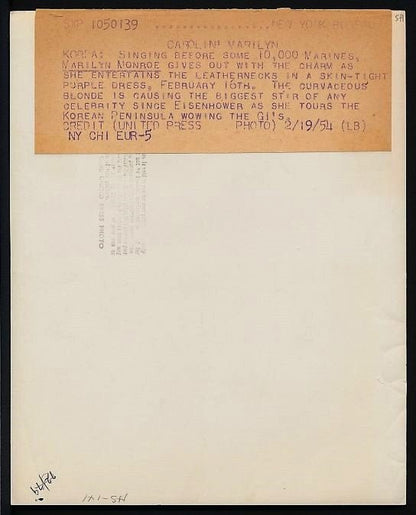 SXP 1050139 ..................NEW YORK BUREAU
CAROLINE MARILYN
KOREA: SINGING BEFORE SOME 10,000 MARINES,
MARILYN MONROE GIVES OUT WITH THE CHARM AS
SHE ENTERTAINS THE LEATHERNECKS IN A SKIN-TIGHT
PURPLE DRESS, FEBRUARY 16TH. THE CURVACEOUS
BLONDE IS CAUSING THE BIGGEST STIR OF ANY
CELEBRITY SINCE EISENHOWER AS SHE TOURS THE
KOREAN PENINSULA WOWING THE GI'S.
CREDIT (UNITED PRESS PHOTO) 2/19/54 (LB)
NY CHI EUR-5